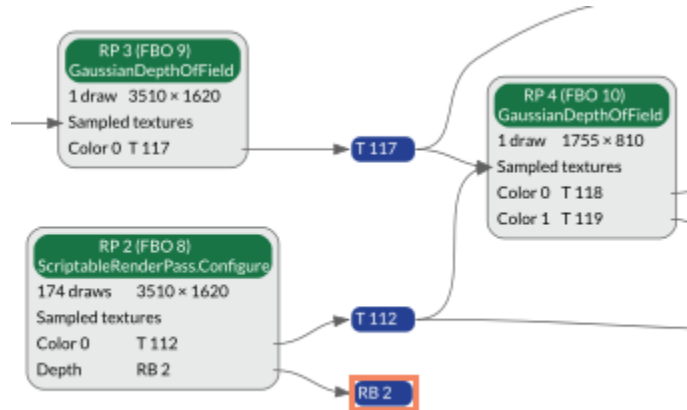 RP 3 (FBO 9)
GaussianDepthOfField
1 draw 3510 × 1620
Sampled textures
Color 0 T 117
T 117
RP 4 (FBO 10)
GaussianDepthOfField
1 draw 1755 × 810
Sampled textures
Color 0 T 118
Color 1 T 119
RP 2 (FBO 8)
ScriptableRenderPass.Configure
174 draws 3510 × 1620
Sampled textures
Color 0 T 112
Depth RB 2
T 112
RB 2